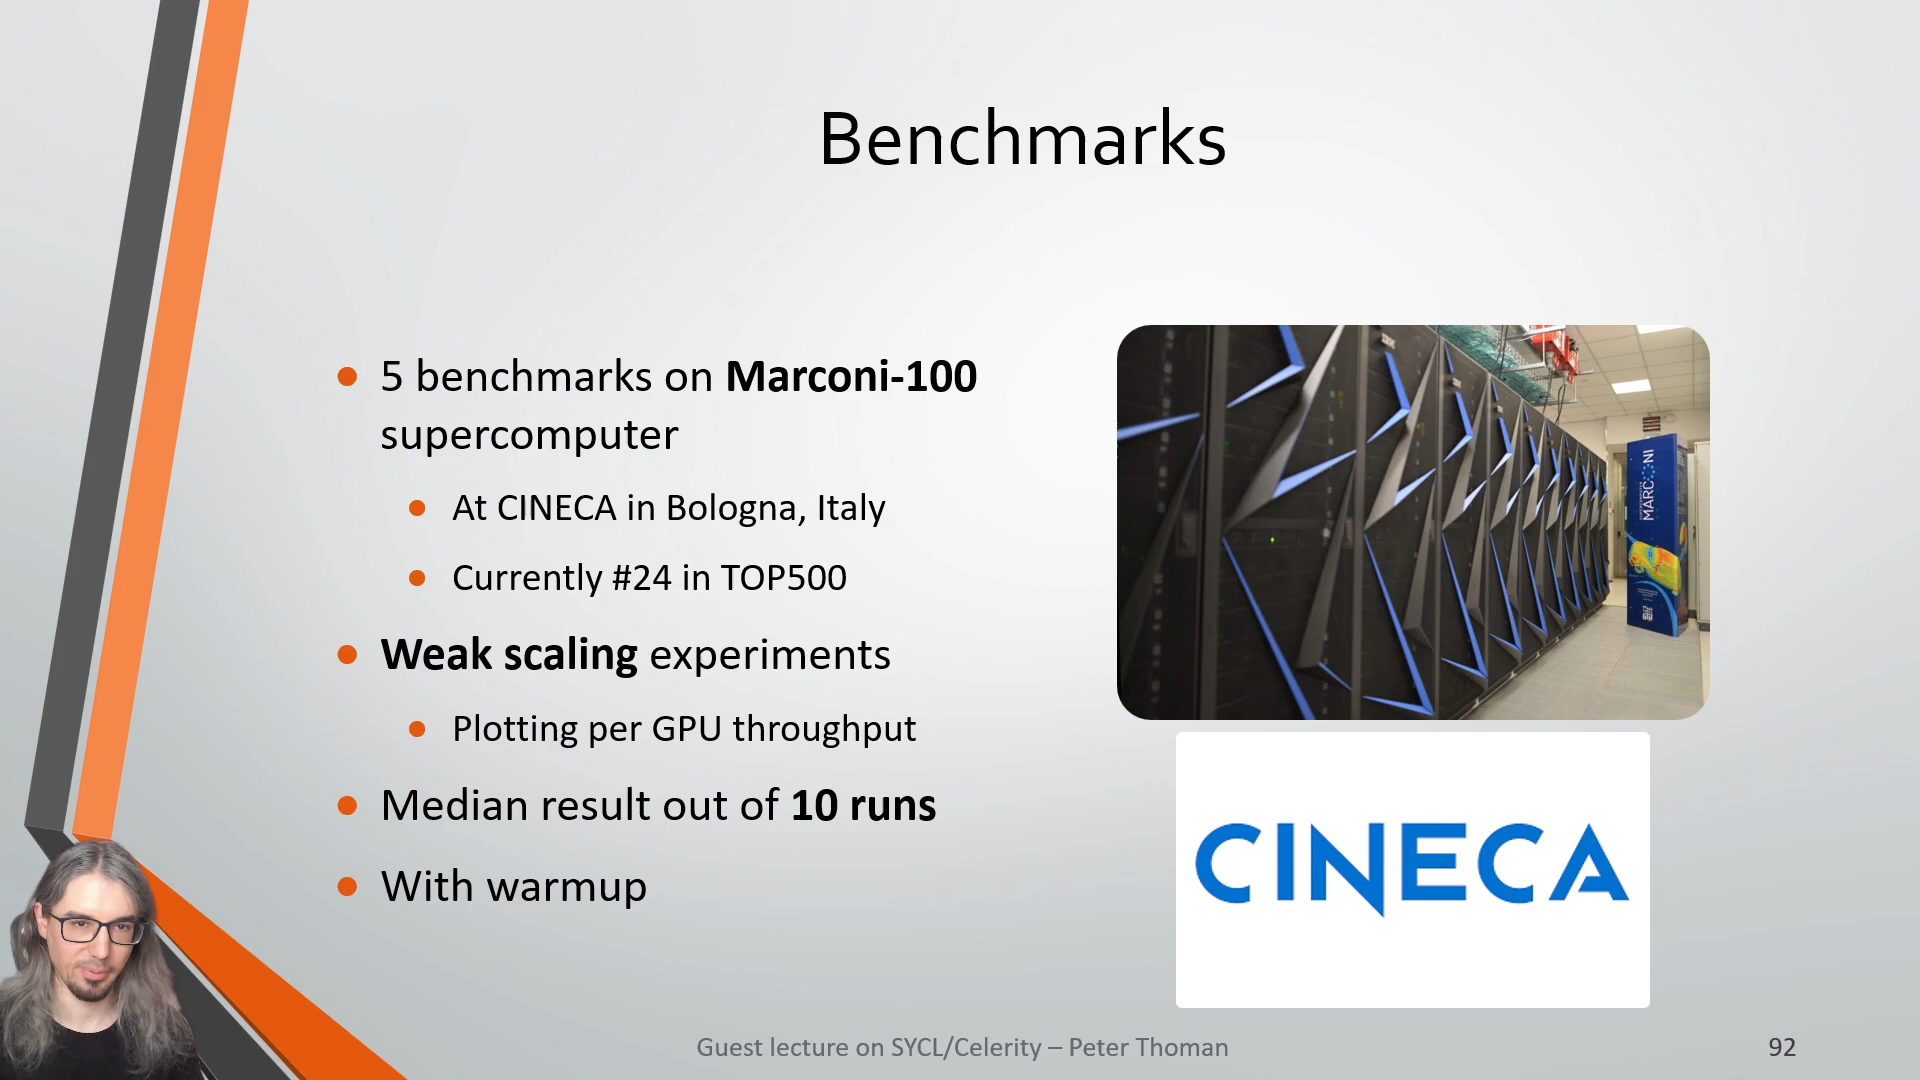 Benchmarks
5 benchmarks on Marconi-100
supercomputer
At CINECA in Bologna, Italy
Currently #24 in TOP500
Weak scaling experiments
Plotting per GPU throughput
Median result out of 10 runs
With warmup
MARCONI
CINECA
Guest lecture on SYCL/Celerity – Peter Thoman
92